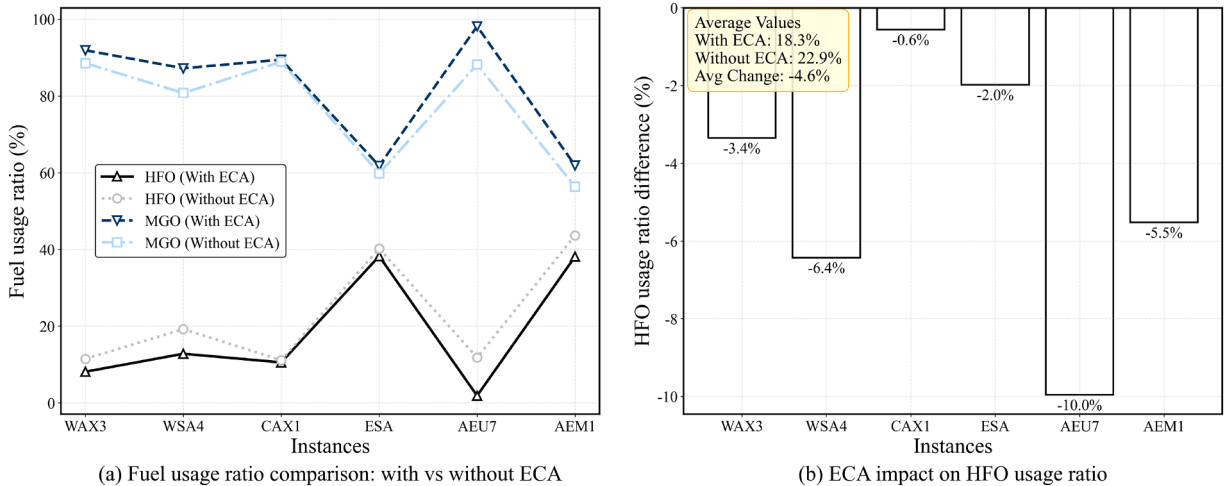 Fuel usage ratio (%)
100
80
60
40
20
0
HFO (With ECA)
HFO (Without ECA)
MGO (With ECA)
MGO (Without ECA)
WAX3 WSA4 CAX1 ESA AEU7 AEM1
Instances
(a) Fuel usage ratio comparison: with vs without ECA
HFO usage ratio difference (%)
0
-2
-4
-6
-8
-10
Average Values
With ECA: 18.3%
Without ECA: 22.9%
Avg Change: -4.6%
-3.4%
-6.4%
-0.6%
-2.0%
-10.0%
-5.5%
WAX3 WSA4 CAX1 ESA AEU7 AEM1
Instances
(b) ECA impact on HFO usage ratio